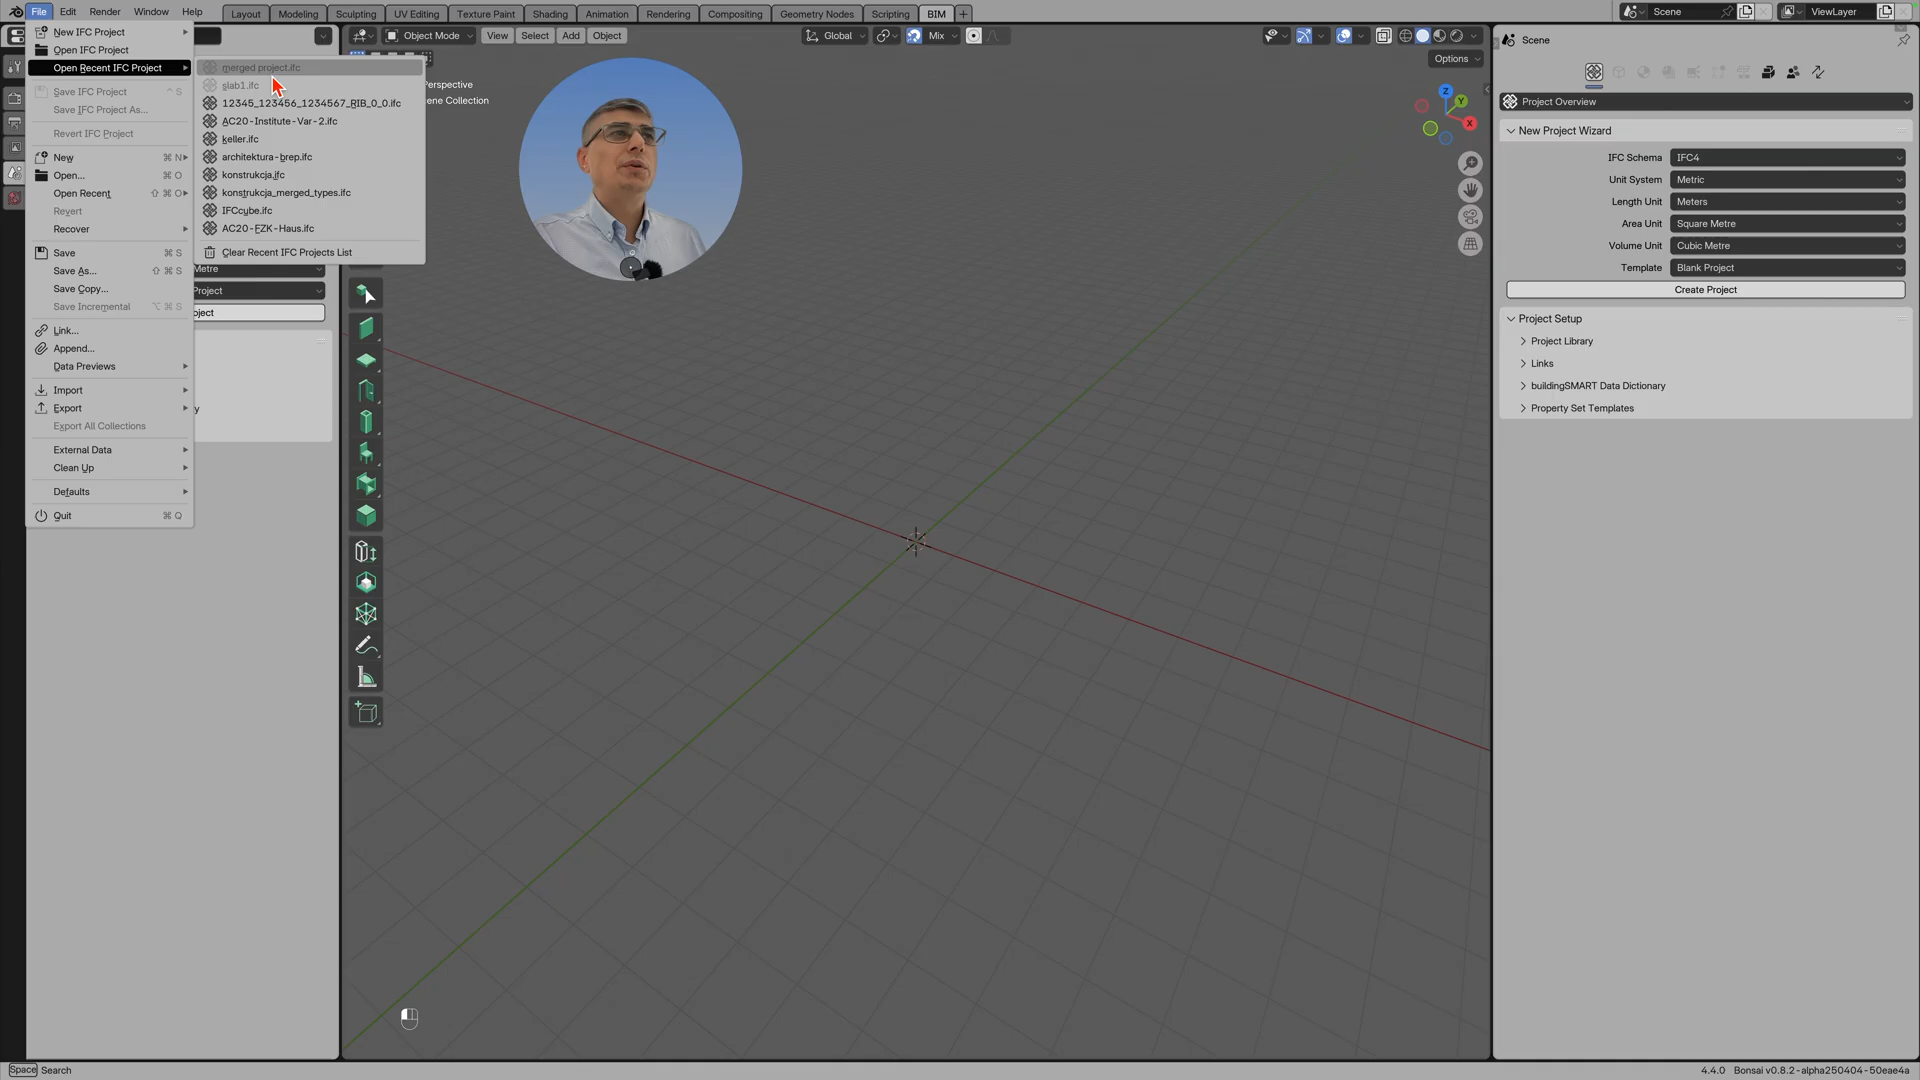 File Edit Render Window Help
Layout Modeling Sculpting UV Editing Texture Paint Shading Animation Rendering Compositing Geometry Nodes Scripting BIM +
Scene
ViewLayer
New IFC Project
Open IFC Project
Open Recent IFC Project
Save IFC Project ^ S
Save IFC Project As...
Revert IFC Project
New ⌘ N
Open... ⌘ O
Open Recent ⇧ ⌘ O
Revert
Recover
Save ⌘ S
Save As... ⇧ ⌘ S
Save Copy...
Save Incremental ⌥ ⌘ S
Link...
Append...
Data Previews
Import
Export
Export All Collections
External Data
Clean Up
Defaults
Quit ⌘ Q
merged project.ifc
slab1.ifc
12345_123456_1234567_RIB_0_0.ifc
AC20-Institute-Var-2.ifc
keller.ifc
architektura-brep.ifc
konstrukcja.ifc
konstrukcja_merged_types.ifc
IFCcube.ifc
AC20-FZK-Haus.ifc
Clear Recent IFC Projects List
Metre
Project
oject
y
Object Mode View Select Add Object
Global
Mix
Options
Perspective
ene Collection
Z
Y
X
Scene
Project Overview
New Project Wizard
IFC Schema IFC4
Unit System Metric
Length Unit Meters
Area Unit Square Metre
Volume Unit Cubic Metre
Template Blank Project
Create Project
Project Setup
Project Library
Links
buildingSMART Data Dictionary
Property Set Templates
Space Search
4.4.0 Bonsai v0.8.2-alpha250404-50eae4a